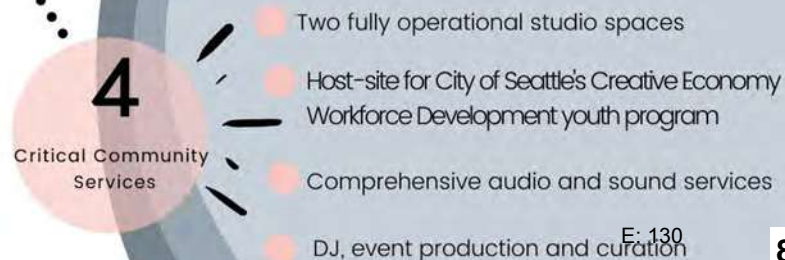 4
Critical Community
Services
Two fully operational studio spaces
Host-site for City of Seattle's Creative Economy
Workforce Development youth program
Comprehensive audio and sound services
DJ, event production and curation
E: 130
8